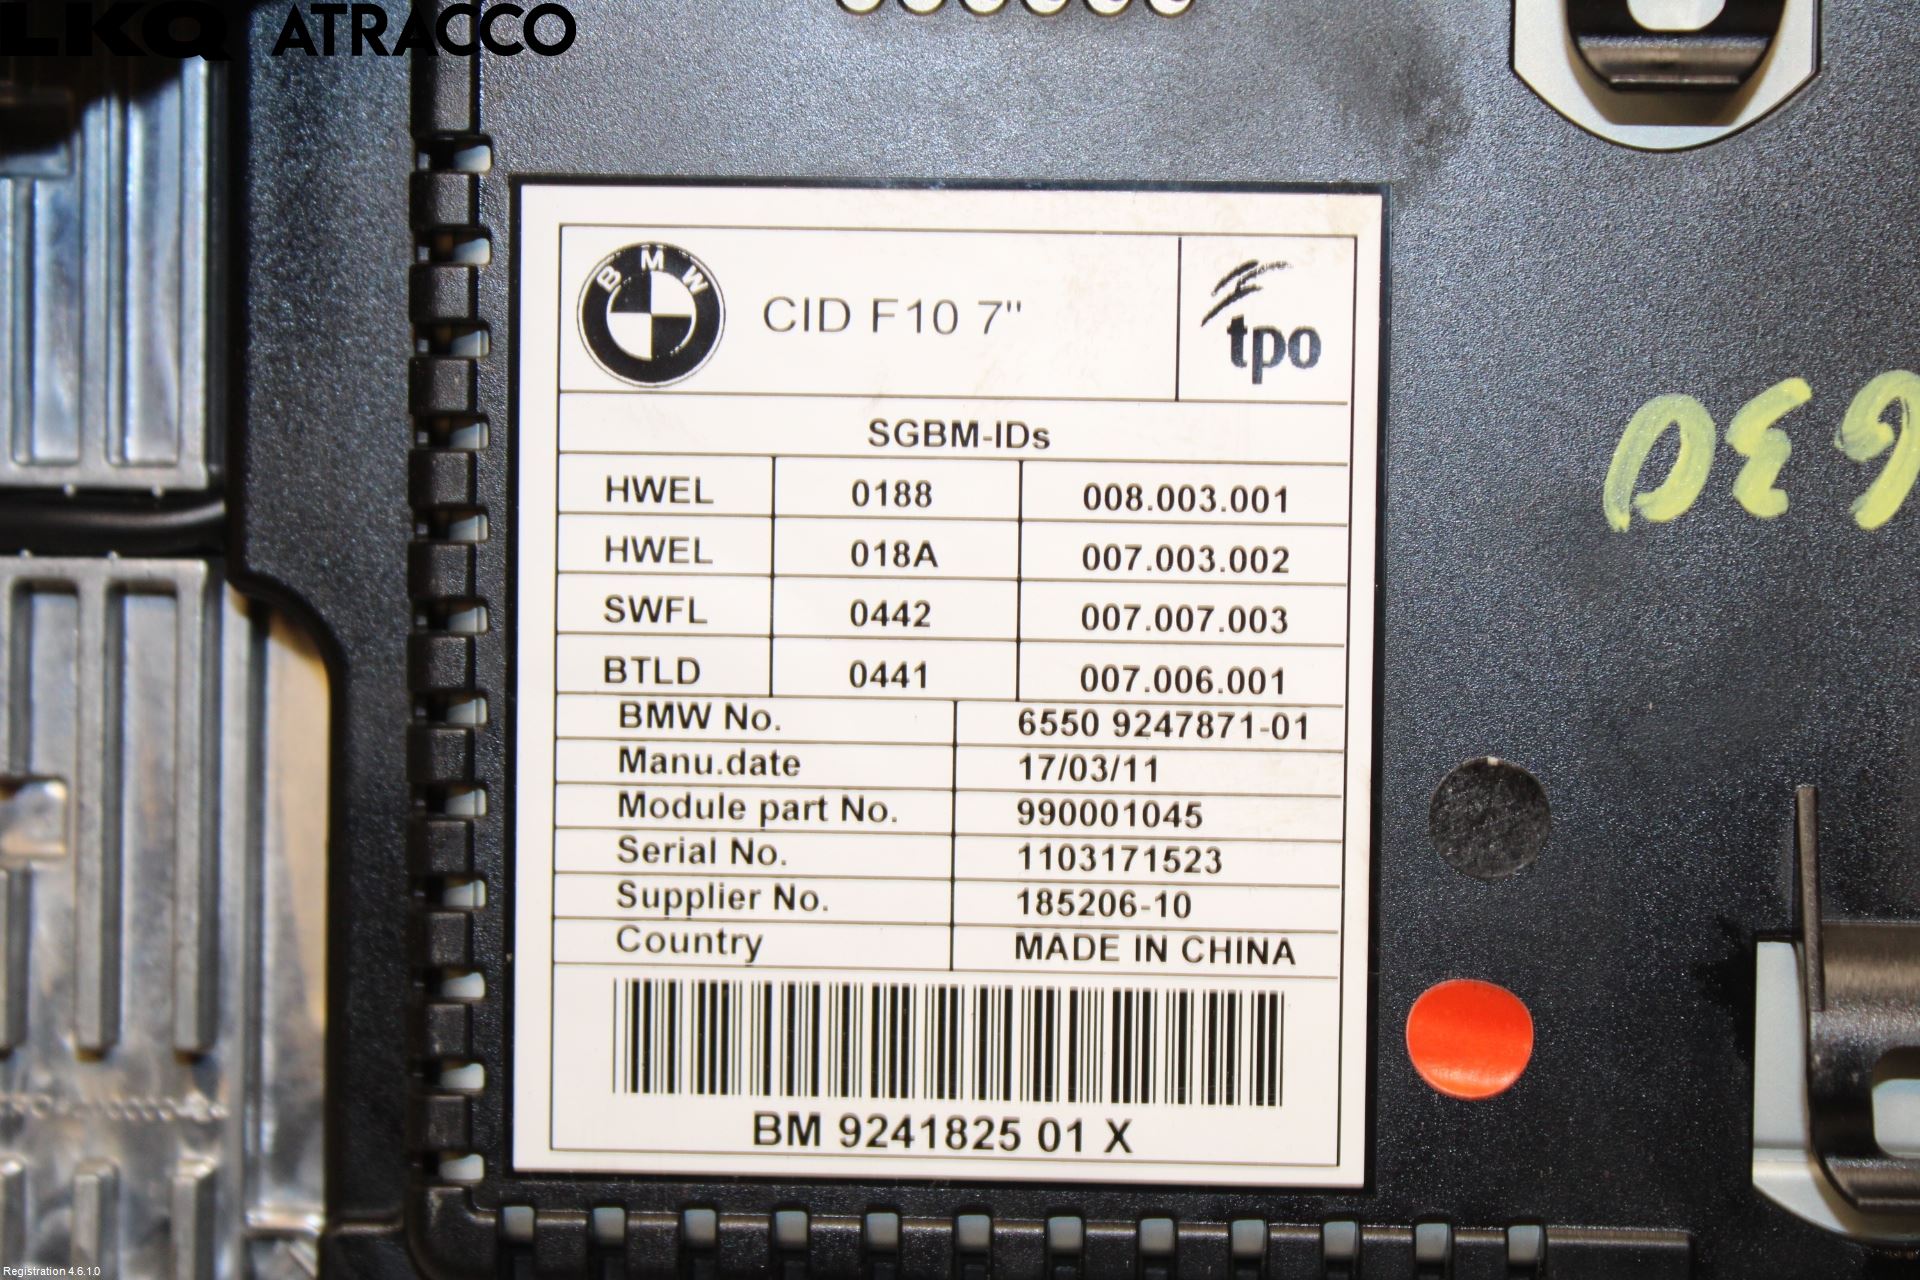 LKQ ATRACCO
BMW
CID F10 7"
tpo
SGBM-IDs
HWEL 0188 008.003.001
HWEL 018A 007.003.002
SWFL 0442 007.007.003
BTLD 0441 007.006.001
BMW No. 6550 9247871-01
Manu.date 17/03/11
Module part No. 990001045
Serial No. 1103171523
Supplier No. 185206-10
Country MADE IN CHINA
BM 9241825 01 X
Registration 4.6.1.0